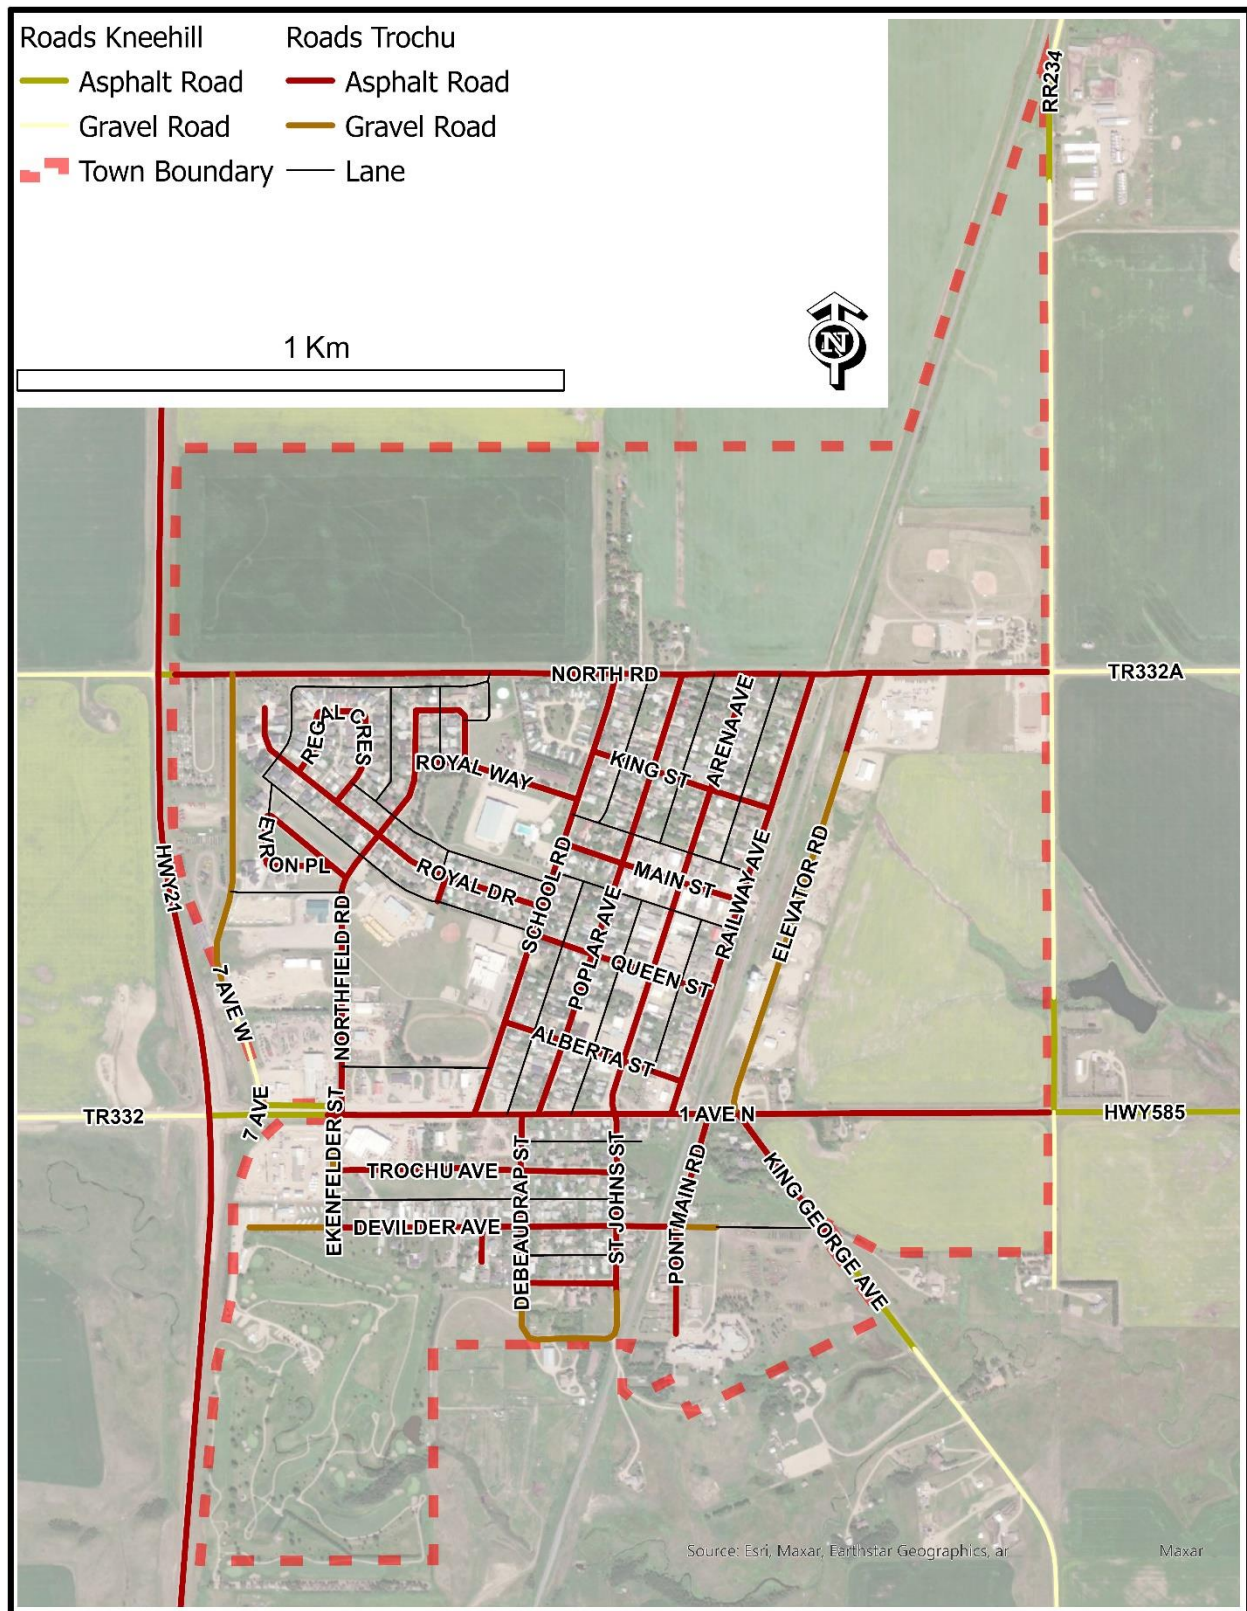 Roads Kneehill
Roads Trochu
Asphalt Road
Asphalt Road
Gravel Road
Gravel Road
Town Boundary
Lane
1 Km
N
RR234
NORTH RD
TR332A
REGAL CRES
ARENA AVE
ROYAL WAY
KING ST
HWY21
EVR ON PL
ROYAL DR
SCHOOL RD
MAIN ST
RAILWAY AVE
ELEVATOR RD
NORTHFIELD RD
POPLAR AVE
QUEEN ST
7 AVE W
ALBERTA ST
TR332
7 AVE
1 AVE N
HWY585
EKENFELDER ST
TROCHU AVE
DEBEAUDRAP ST
ST JOHNS ST
PONTMAIN RD
KING GEORGE AVE
DEVILDER AVE
Source: Esri, Maxar, Earthstar Geographics, ar
Maxar